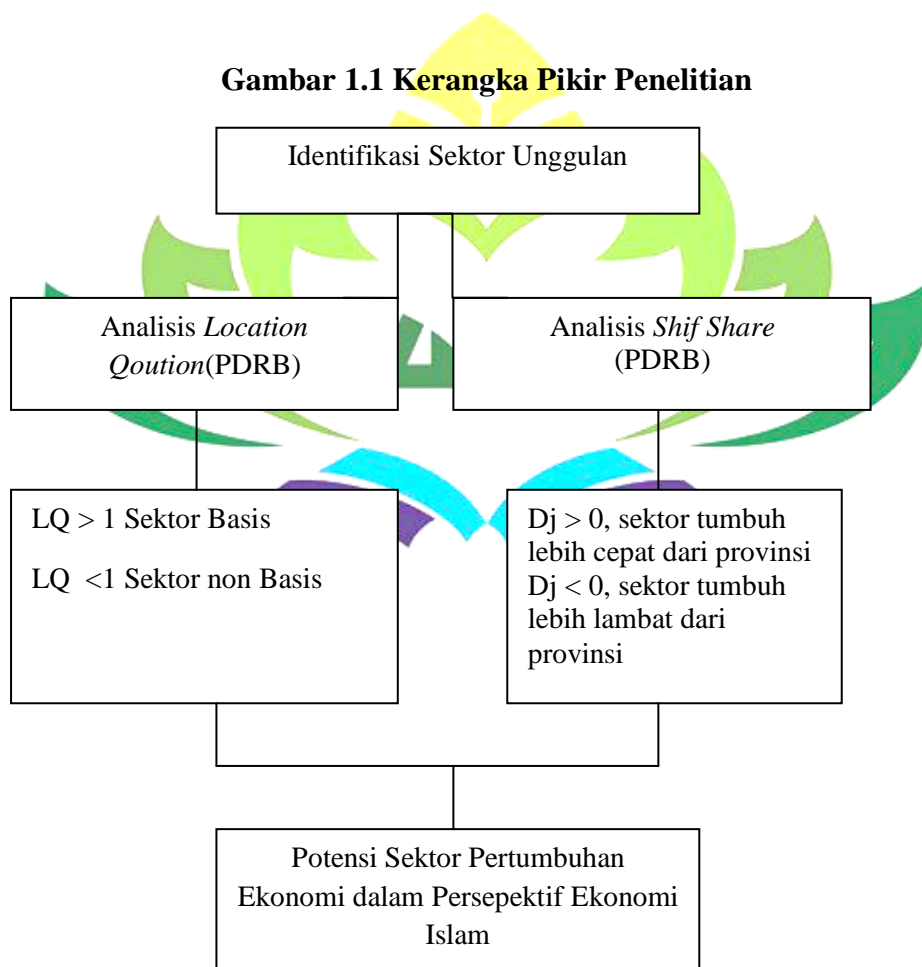 Gambar 1.1 Kerangka Pikir Penelitian
Identifikasi Sektor Unggulan
Analisis Location
Qoution(PDRB)
Analisis Shif Share
(PDRB)
LQ > 1 Sektor Basis
LQ <1 Sektor non Basis
Dj > 0, sektor tumbuh
lebih cepat dari provinsi
Dj < 0, sektor tumbuh
lebih lambat dari
provinsi
Potensi Sektor Pertumbuhan
Ekonomi dalam Persepektif Ekonomi
Islam